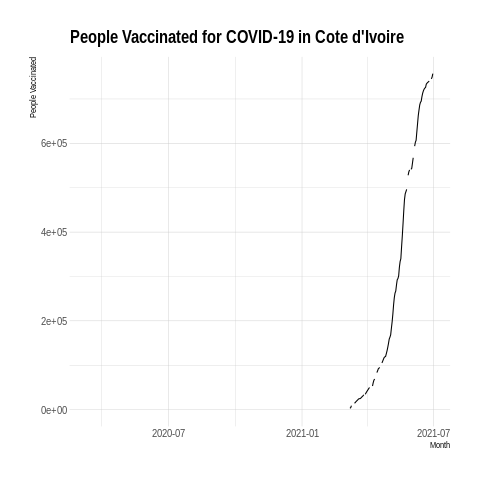 People Vaccinated for COVID-19 in Cote d'Ivoire
People Vaccinated
6e+05
4e+05
2e+05
0e+00
2020-07
2021-01
2021-07
Month